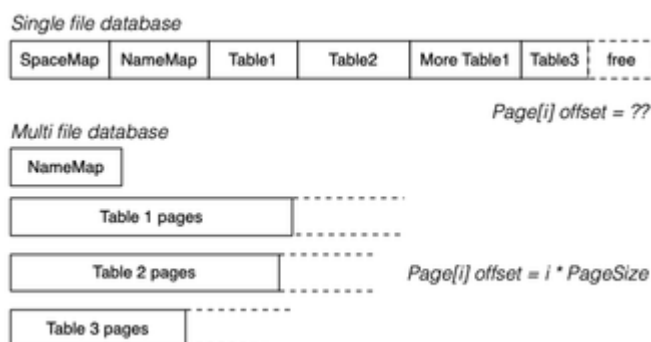 Single file database
SpaceMap NameMap Table1 Table2 More Table1 Table3 free
Page[i] offset = ??
Multi file database
NameMap
Table 1 pages
Table 2 pages
Page[i] offset = i * PageSize
Table 3 pages